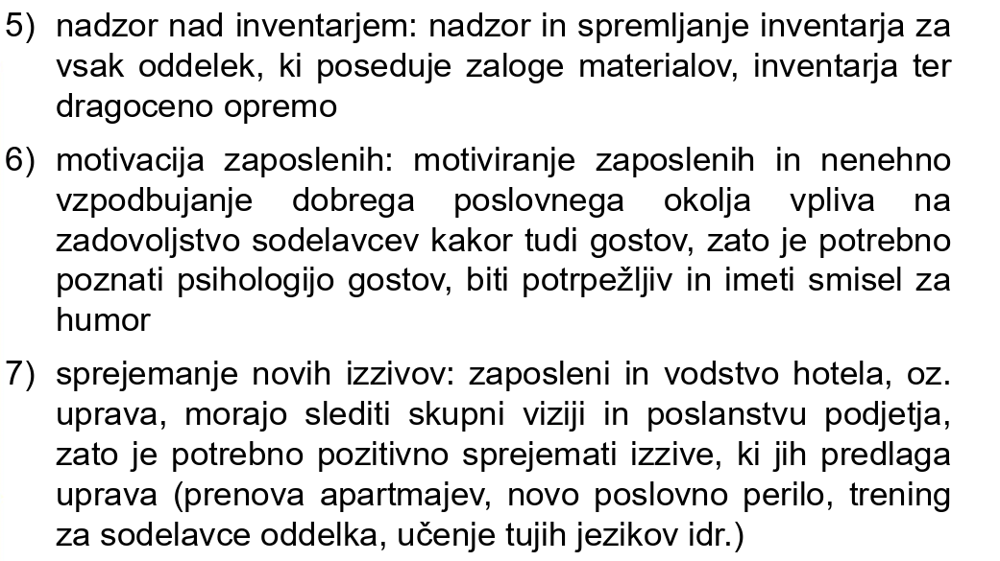 5) nadzor nad inventarjem: nadzor in spremljanje inventarja za
vsak oddelek, ki poseduje zaloge materialov, inventarja ter
dragoceno opremo
6) motivacija zaposlenih: motiviranje zaposlenih in nenehno
vzpodbujanje dobrega poslovnega okolja vpliva na
zadovoljstvo sodelavcev kakor tudi gostov, zato je potrebno
poznati psihologijo gostov, biti potrpežljiv in imeti smisel za
humor
7) sprejemanje novih izzivov: zaposleni in vodstvo hotela, oz.
uprava, morajo slediti skupni viziji in poslanstvu podjetja,
zato je potrebno pozitivno sprejemati izzive, ki jih predlaga
uprava (prenova apartmajev, novo poslovno perilo, trening
za sodelavce oddelka, učenje tujih jezikov idr.)